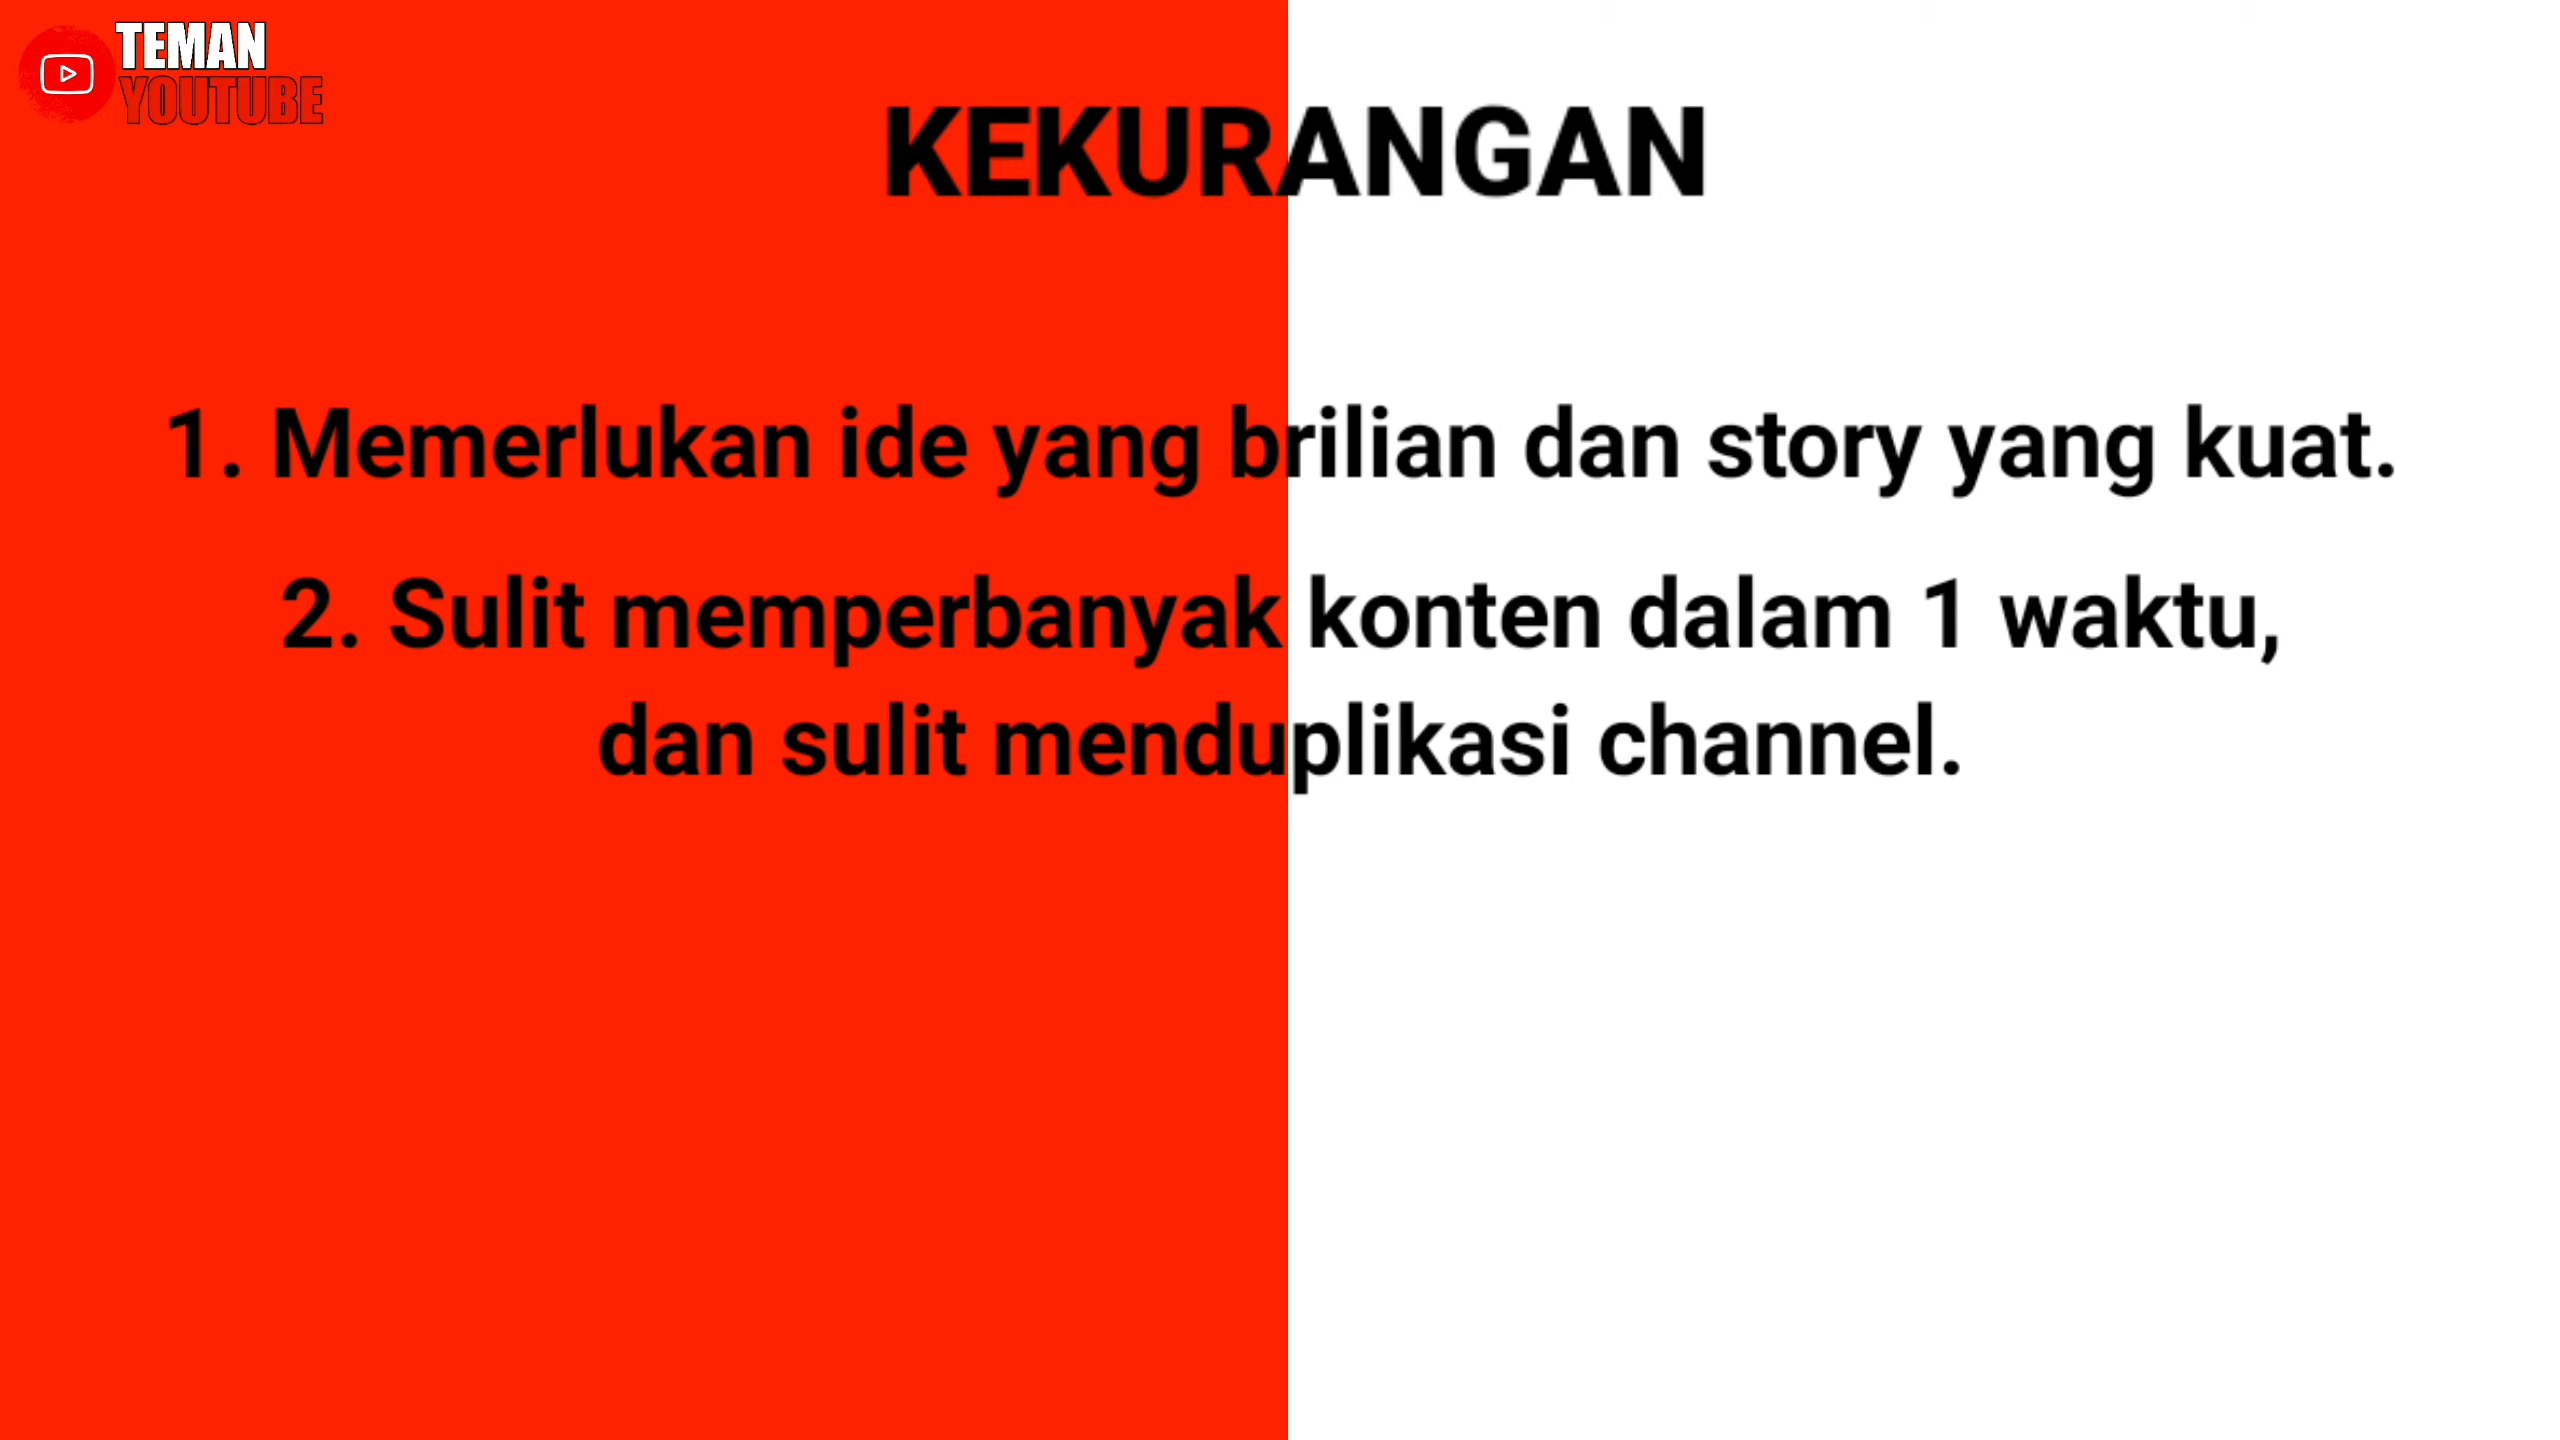 TEMAN
YOUTUBE
KEKURANGAN
1. Memerlukan ide yang brilian dan story yang kuat.
2. Sulit memperbanyak konten dalam 1 waktu,
dan sulit menduplikasi channel.